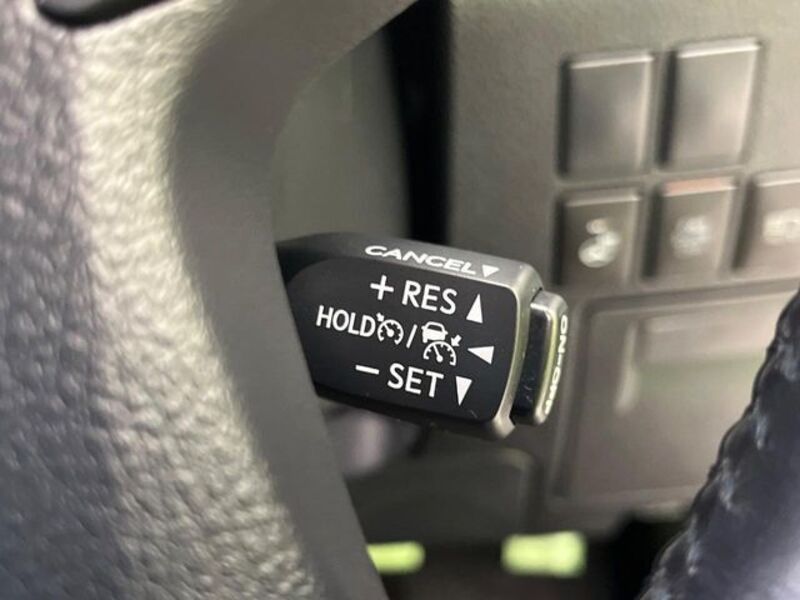 CANCEL▼
+ RES ▲
HOLD / ◀
− SET ▼
ON-OFF